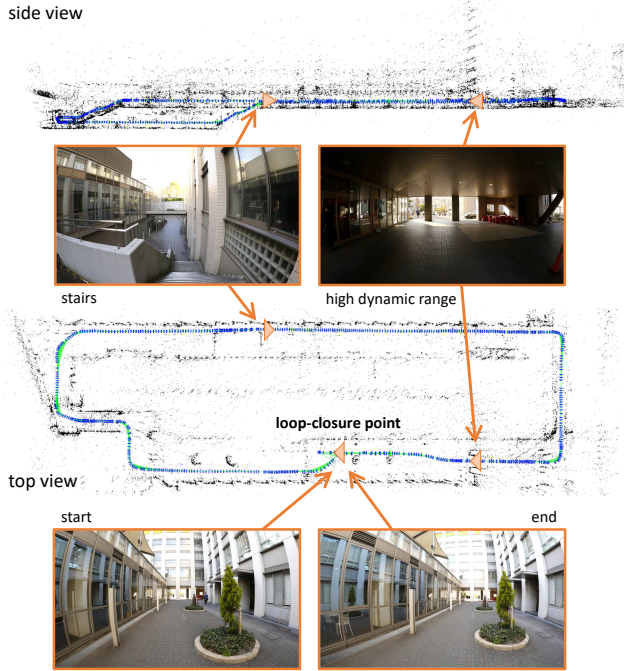 side view
stairs
high dynamic range
loop-closure point
top view
start
end